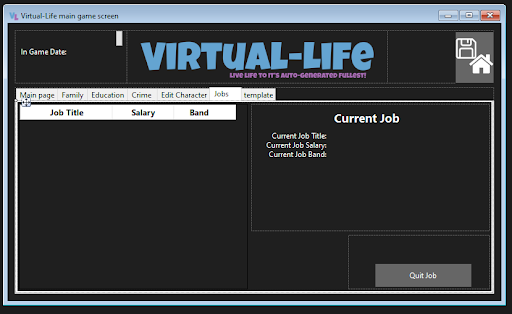 Virtual-Life main game screen
In Game Date:
VIRTUAL-LIFE
LIVE LIFE TO IT'S AUTO-GENERATED FULLEST!
Main page Family Education Crime Edit Character Jobs template
Job Title Salary Band
Current Job
Current Job Title:
Current Job Salary:
Current Job Band:
Quit Job